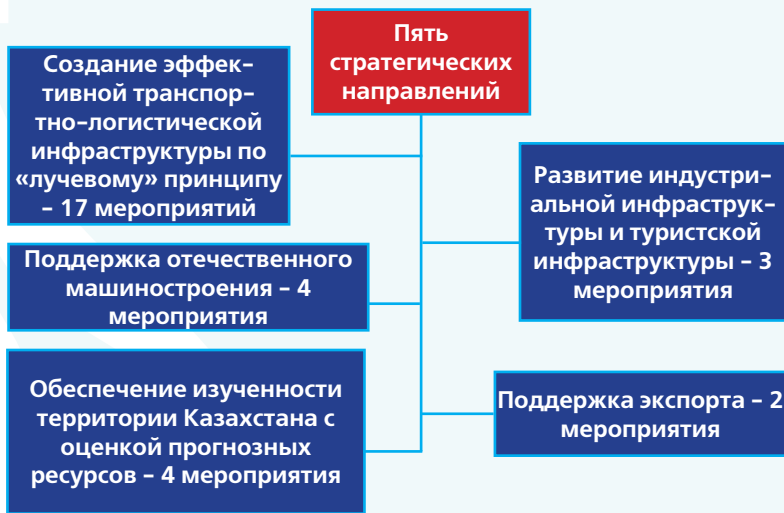 Пять
стратегических
направлений
Создание эффек–
тивной транспор–
тно–логистической
инфраструктуры по
«лучевому» принципу
– 17 мероприятий
Развитие индустри–
альной инфраструк–
туры и туристской
инфраструктуры – 3
мероприятия
Поддержка отечественного
машиностроения – 4
мероприятия
Обеспечение изученности
территории Казахстана с
оценкой прогнозных
ресурсов – 4 мероприятия
Поддержка экспорта – 2
мероприятия